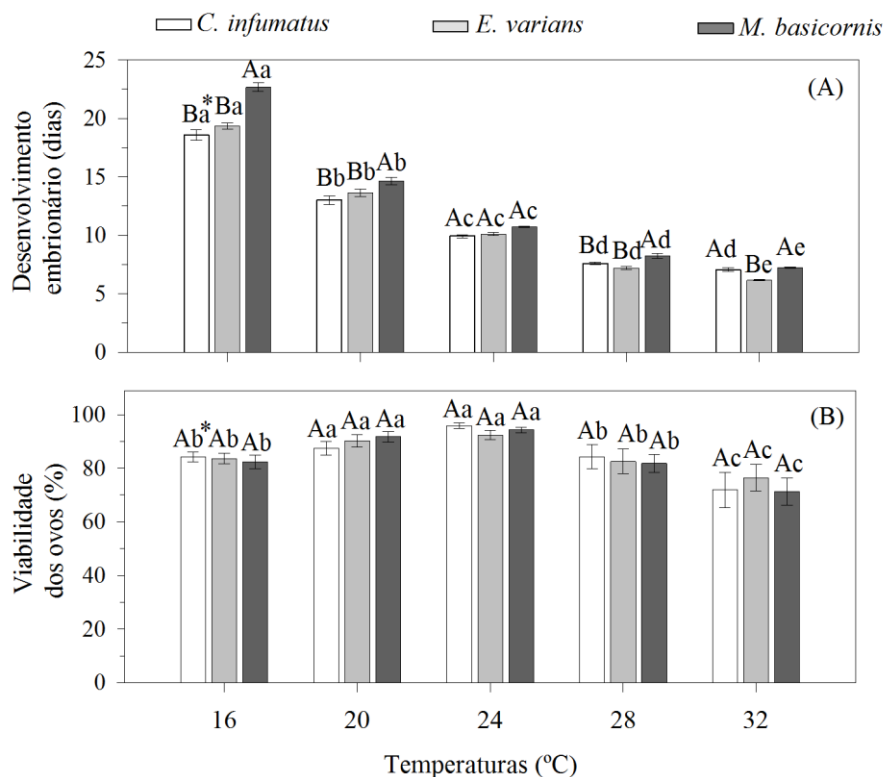 C. infumatus E. varians M. basicornis
(A)
Desenvolvimento
embrionário (dias)
25
20
15
10
5
0
Ba* Ba Aa
Bb Bb Ab
Ac Ac Ac
Bd Bd Ad
Ad Be Ae
(B)
Viabilidade
dos ovos (%)
100
80
60
40
20
0
Ab* Ab Ab
Aa Aa Aa
Aa Aa Aa
Ab Ab Ab
Ac Ac Ac
16 20 24 28 32
Temperaturas (ºC)